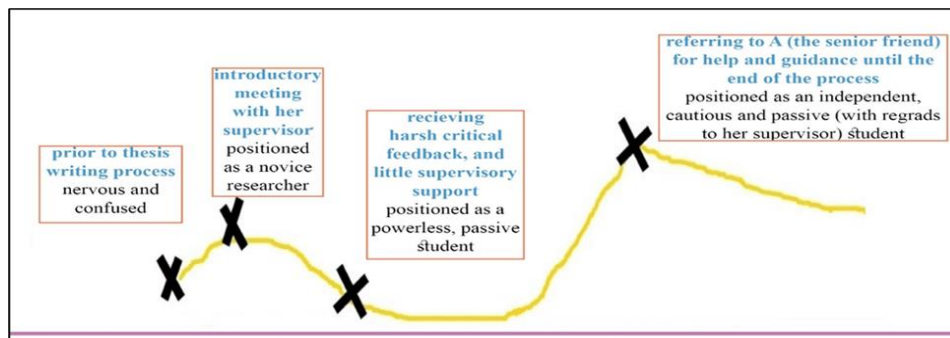 prior to thesis
writing process
nervous and
confused
introductory
meeting
with her
supervisor
positioned
as a novice
researcher
recieving
harsh critical
feedback, and
little supervisory
support
positioned as a
powerless, passive
student
referring to A (the senior friend)
for help and guidance until the
end of the process
positioned as an independent,
cautious and passive (with regrads
to her supervisor) student